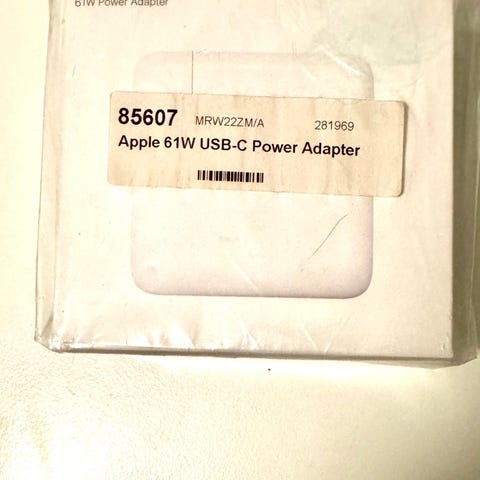 61W Power Adapter
85607 MRW22ZM/A 281969
Apple 61W USB-C Power Adapter